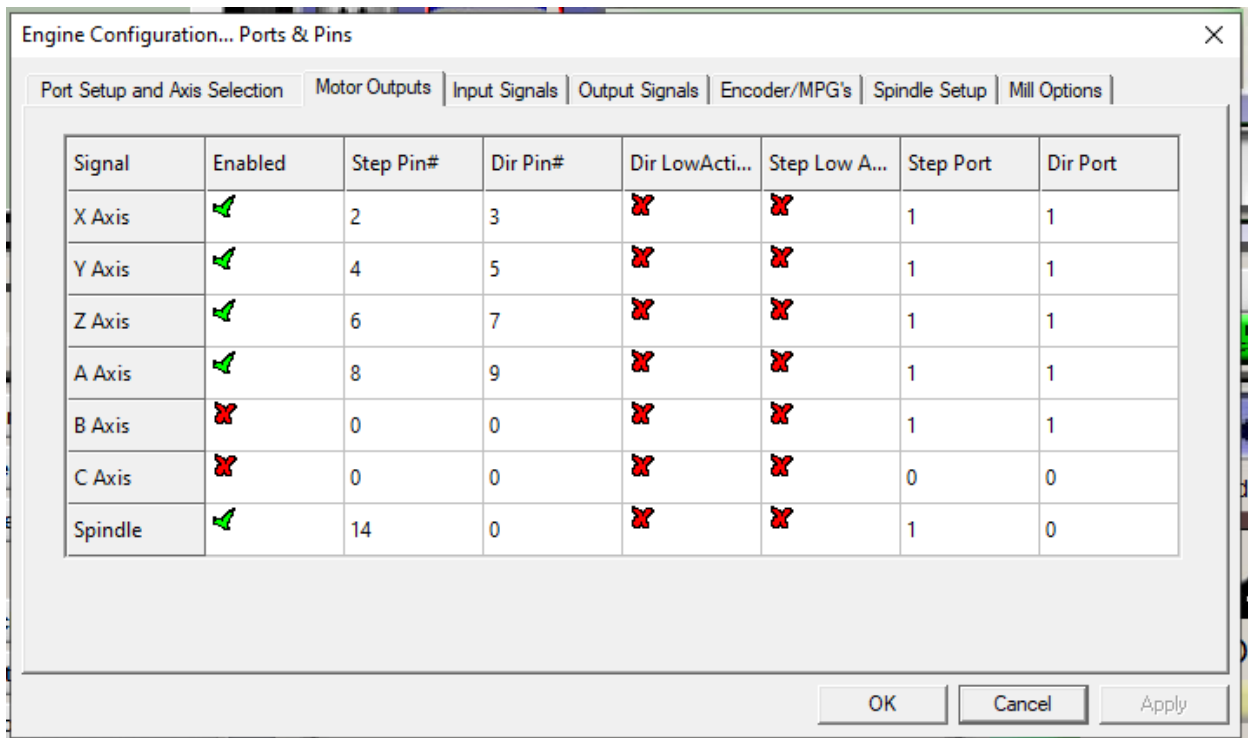 Engine Configuration... Ports & Pins
Port Setup and Axis Selection Motor Outputs Input Signals Output Signals Encoder/MPG's Spindle Setup Mill Options
Signal Enabled Step Pin# Dir Pin# Dir LowActi... Step Low A... Step Port Dir Port
X Axis 2 3 1 1
Y Axis 4 5 1 1
Z Axis 6 7 1 1
A Axis 8 9 1 1
B Axis 0 0 1 1
C Axis 0 0 0 0
Spindle 14 0 1 0
OK Cancel Apply